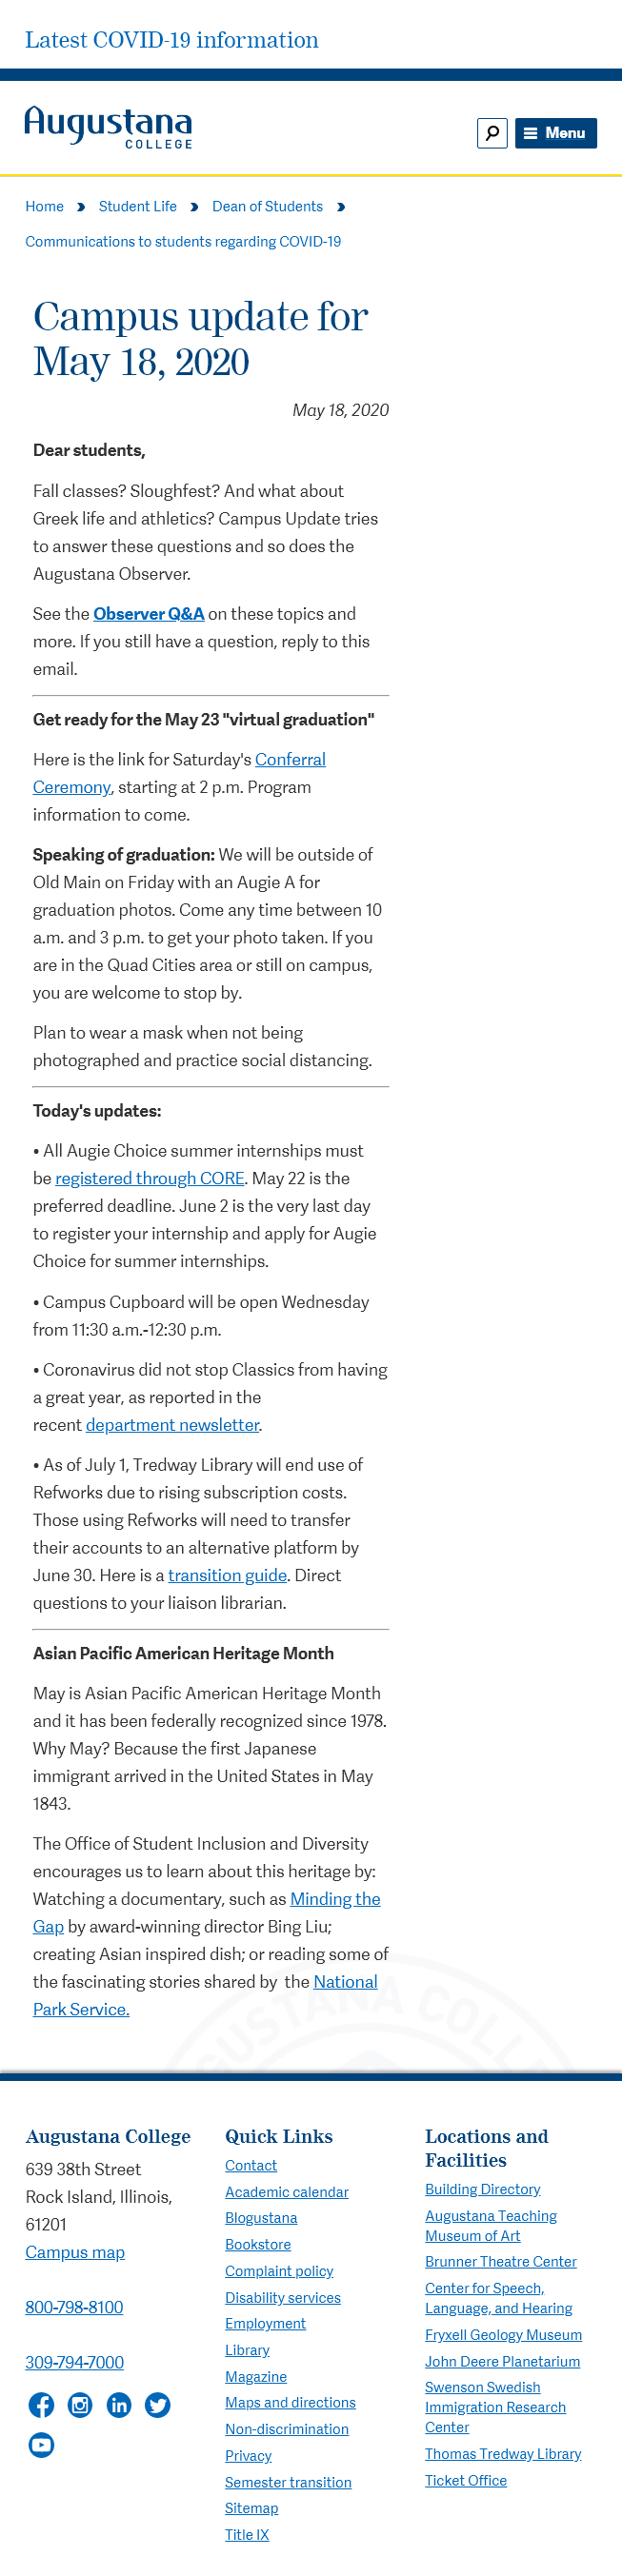 Latest COVID-19 information
Augustana
COLLEGE
Menu
Home Student Life Dean of Students
Communications to students regarding COVID-19
Campus update for
May 18, 2020
May 18, 2020
Dear students,
Fall classes? Sloughfest? And what about
Greek life and athletics? Campus Update tries
to answer these questions and so does the
Augustana Observer.
See the Observer Q&A on these topics and
more. If you still have a question, reply to this
email.
Get ready for the May 23 "virtual graduation"
Here is the link for Saturday's Conferral
Ceremony, starting at 2 p.m. Program
information to come.
Speaking of graduation: We will be outside of
Old Main on Friday with an Augie A for
graduation photos. Come any time between 10
a.m. and 3 p.m. to get your photo taken. If you
are in the Quad Cities area or still on campus,
you are welcome to stop by.
Plan to wear a mask when not being
photographed and practice social distancing.
Today's updates:
• All Augie Choice summer internships must
be registered through CORE. May 22 is the
preferred deadline. June 2 is the very last day
to register your internship and apply for Augie
Choice for summer internships.
• Campus Cupboard will be open Wednesday
from 11:30 a.m.-12:30 p.m.
• Coronavirus did not stop Classics from having
a great year, as reported in the
recent department newsletter.
• As of July 1, Tredway Library will end use of
Refworks due to rising subscription costs.
Those using Refworks will need to transfer
their accounts to an alternative platform by
June 30. Here is a transition guide. Direct
questions to your liaison librarian.
Asian Pacific American Heritage Month
May is Asian Pacific American Heritage Month
and it has been federally recognized since 1978.
Why May? Because the first Japanese
immigrant arrived in the United States in May
1843.
The Office of Student Inclusion and Diversity
encourages us to learn about this heritage by:
Watching a documentary, such as Minding the
Gap by award-winning director Bing Liu;
creating Asian inspired dish; or reading some of
the fascinating stories shared by the National
Park Service.
AUGUSTANA COLLEGE
Augustana College
639 38th Street
Rock Island, Illinois,
61201
Campus map
800-798-8100
309-794-7000
Quick Links
Contact
Academic calendar
Blogustana
Bookstore
Complaint policy
Disability services
Employment
Library
Magazine
Maps and directions
Non-discrimination
Privacy
Semester transition
Sitemap
Title IX
Locations and
Facilities
Building Directory
Augustana Teaching
Museum of Art
Brunner Theatre Center
Center for Speech,
Language, and Hearing
Fryxell Geology Museum
John Deere Planetarium
Swenson Swedish
Immigration Research
Center
Thomas Tredway Library
Ticket Office